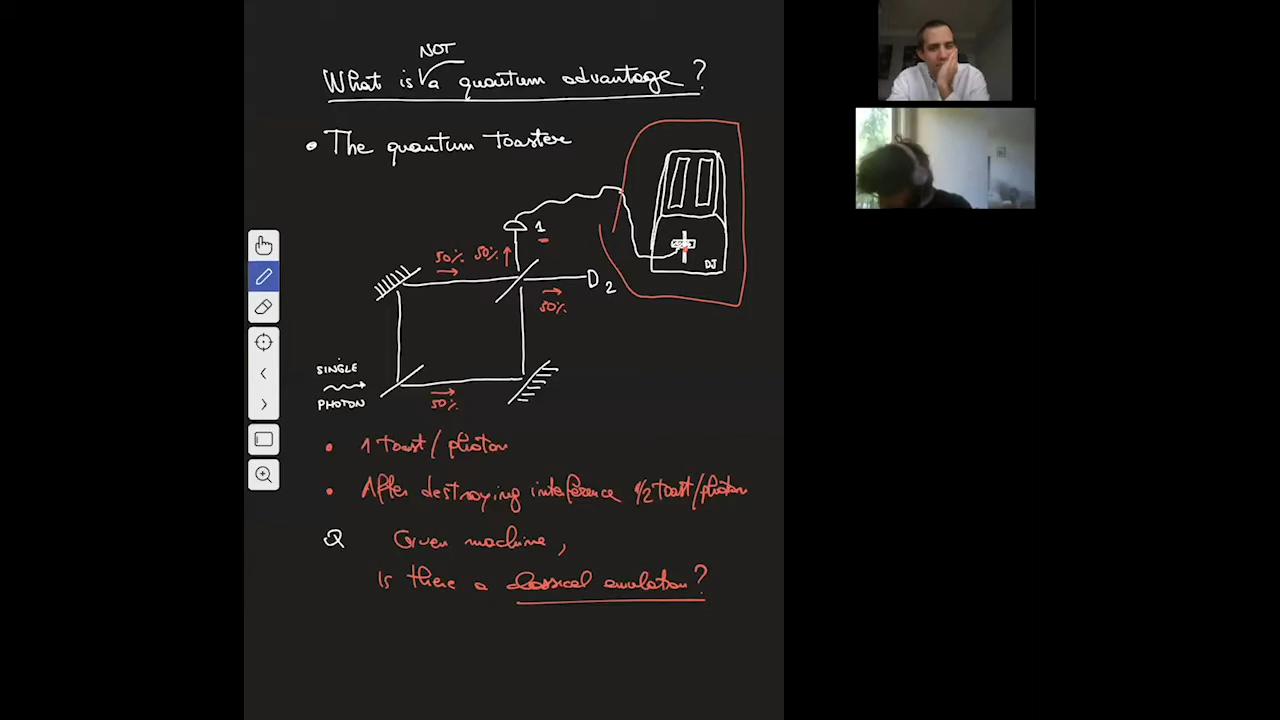 NOT
What is a quantum advantage?
• The quantum toaster
1
50% 50%
DJ
D2
50%
SINGLE
PHOTON
50%
• 1 toast/photon
• After destroying interference 1/2 toast/photon
Q Given machine,
Is there a classical emulation?